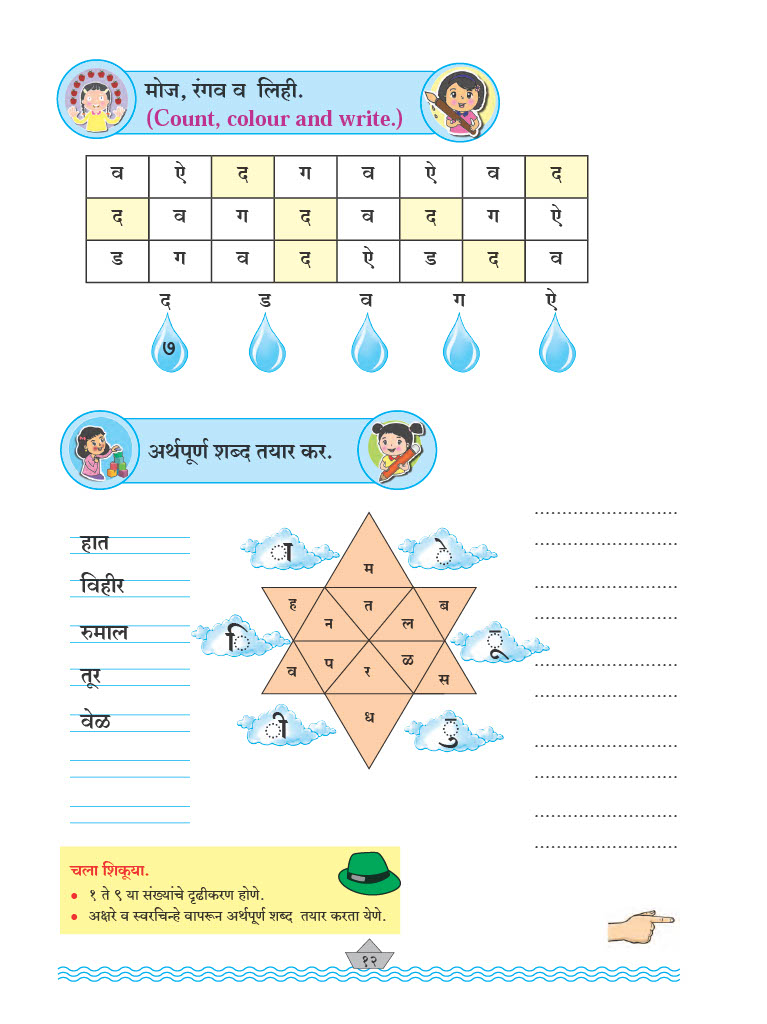 मोज, रंगव व लिही.
(Count, colour and write.)
व ऐ द ग व ऐ व द
द व ग द व द ग ऐ
ड ग व द ऐ ड द व
द ड व ग ऐ
७
अर्थपूर्ण शब्द तयार कर.
हात
विहीर
रुमाल
तूर
वेळ
ा े
म
ह त ब
न ल
ि ू
प ळ
व र स
ध
ी ु
चला शिकूया.
• १ ते ९ या संख्यांचे दृढीकरण होणे.
• अक्षरे व स्वरचिन्हे वापरून अर्थपूर्ण शब्द तयार करता येणे.
१२